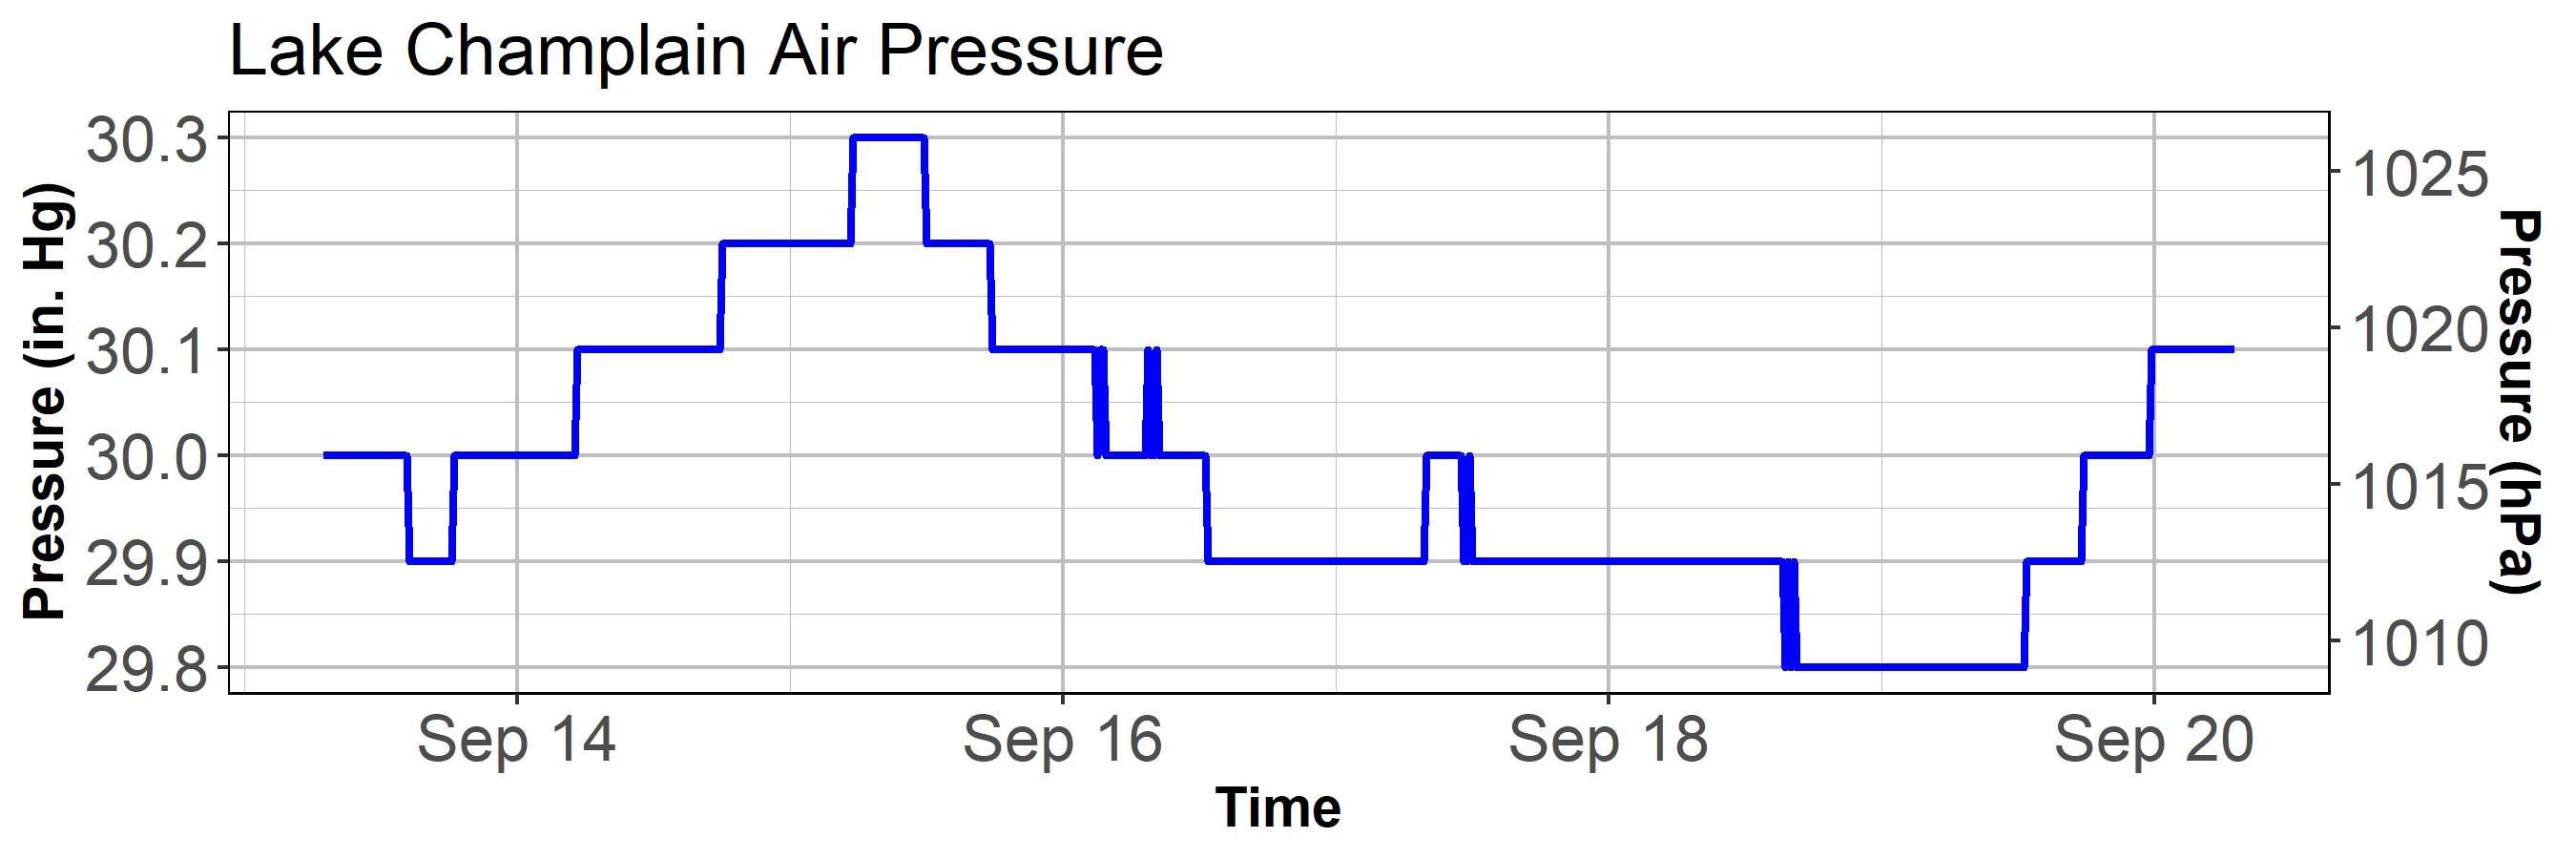 Lake Champlain Air Pressure
Pressure (in. Hg)
30.3
30.2
30.1
30.0
29.9
29.8
1025
1020
1015
1010
Pressure (hPa)
Sep 14
Sep 16
Sep 18
Sep 20
Time